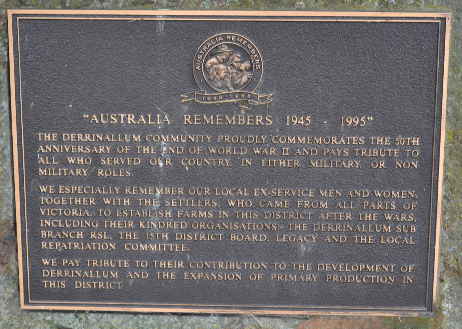 AUSTRALIA REMEMBERS
1945-1995
"AUSTRALIA REMEMBERS 1945 - 1995"
THE DERRINALLUM COMMUNITY PROUDLY COMMEMORATES THE 50TH
ANNIVERSARY OF THE END OF WORLD WAR II AND PAYS TRIBUTE TO
ALL WHO SERVED OUR COUNTRY IN EITHER MILITARY OR NON
MILITARY ROLES.
WE ESPECIALLY REMEMBER OUR LOCAL EX-SERVICE MEN AND WOMEN,
TOGETHER WITH THE SETTLERS, WHO CAME FROM ALL PARTS OF
VICTORIA, TO ESTABLISH FARMS IN THIS DISTRICT AFTER THE WARS,
INCLUDING THEIR KINDRED ORGANISATIONS - THE DERRINALLUM SUB
BRANCH RSL, THE 15TH DISTRICT BOARD, LEGACY AND THE LOCAL
REPATRIATION COMMITTEE.
WE PAY TRIBUTE TO THEIR CONTRIBUTION TO THE DEVELOPMENT OF
DERRINALLUM AND THE EXPANSION OF PRIMARY PRODUCTION IN
THIS DISTRICT